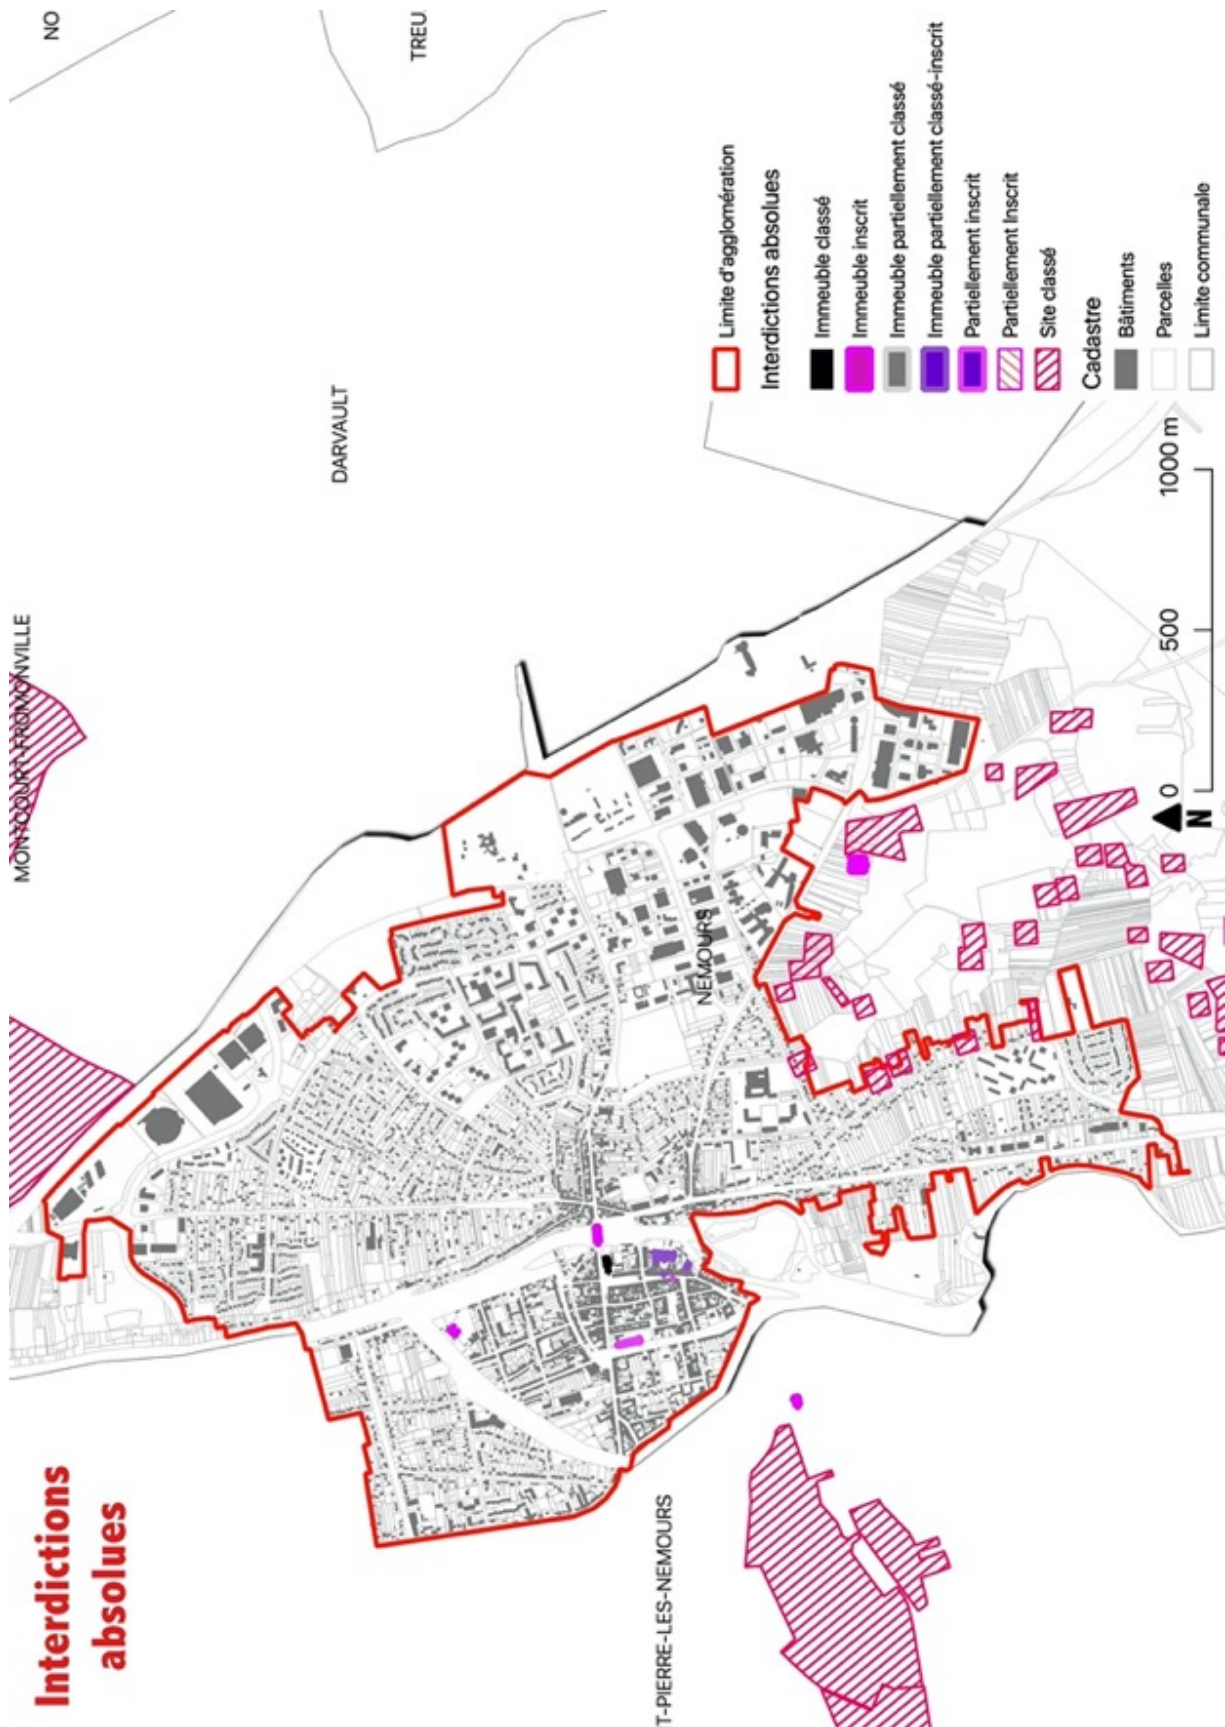 Interdictions
absolues
NO
TREU
MONTCOURT-FROMONVILLE
DARVAULT
NEMOURS
T-PIERRE-LES-NEMOURS
Limite d'agglomération
Interdictions absolues
Immeuble classé
Immeuble inscrit
Immeuble partiellement classé
Immeuble partiellement classé-inscrit
Partiellement inscrit
Partiellement Inscrit
Site classé
Cadastre
Bâtiments
Parcelles
Limite communale
N
0 500 1000 m